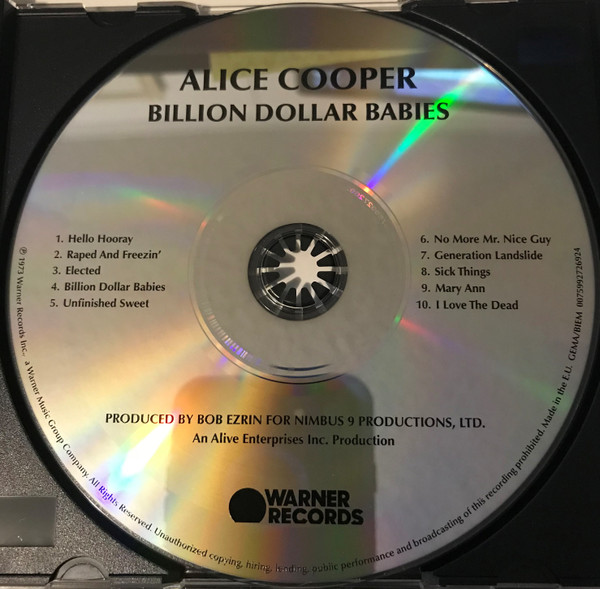 ALICE COOPER
BILLION DOLLAR BABIES
1. Hello Hooray
2. Raped And Freezin'
3. Elected
4. Billion Dollar Babies
5. Unfinished Sweet
6. No More Mr. Nice Guy
7. Generation Landslide
8. Sick Things
9. Mary Ann
10. I Love The Dead
PRODUCED BY BOB EZRIN FOR NIMBUS 9 PRODUCTIONS, LTD.
An Alive Enterprises Inc. Production
WARNER
RECORDS
℗ 1973 Warner Records Inc., a Warner Music Group Company. All Rights Reserved. Unauthorized copying, hiring, lending, public performance and broadcasting of this recording prohibited. Made in the E.U. GEMA/BIEM 0075992726924